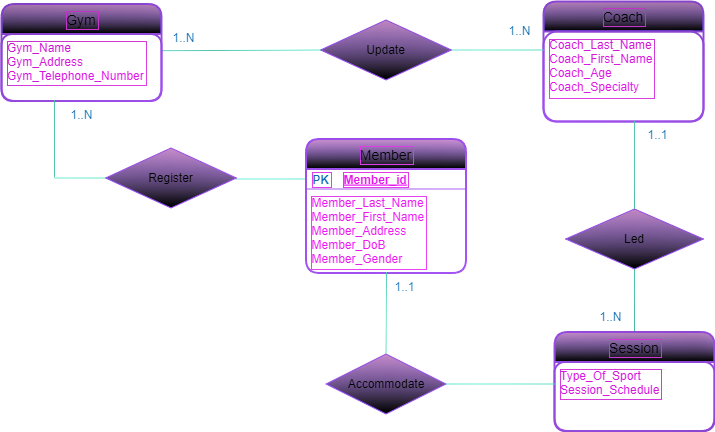 Gym
Gym_Name
Gym_Address
Gym_Telephone_Number
1..N
Update
1..N
Coach
Coach_Last_Name
Coach_First_Name
Coach_Age
Coach_Specialty
1..N
Register
Member
PK Member_id
Member_Last_Name
Member_First_Name
Member_Address
Member_DoB
Member_Gender
1..1
Led
1..N
1..1
Accommodate
Session
Type_Of_Sport
Session_Schedule